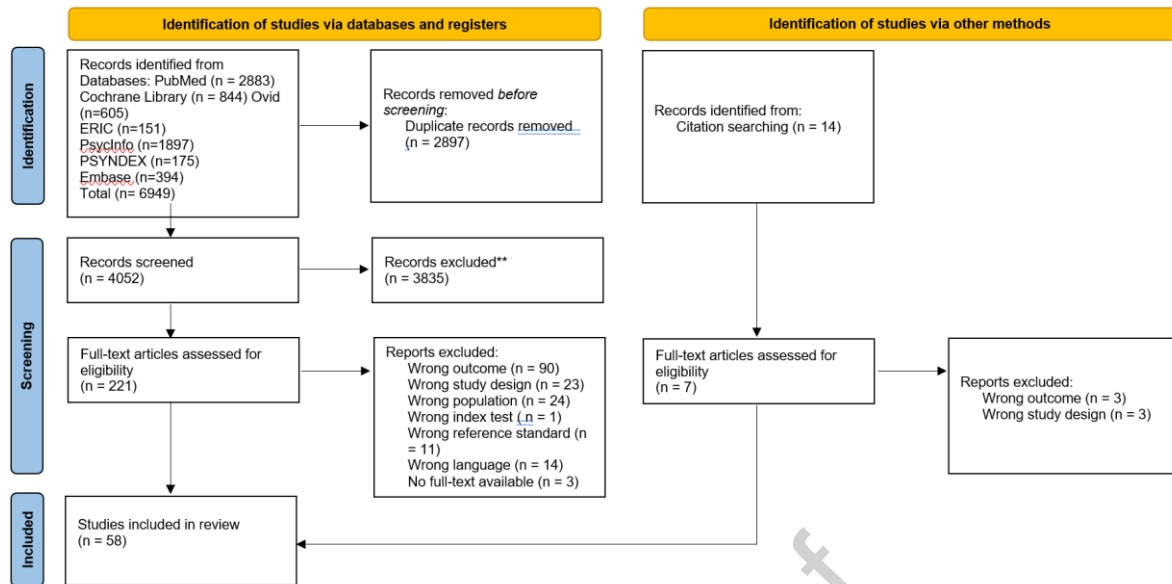 Identification of studies via databases and registers
Identification of studies via other methods
Identification
Records identified from
Databases: PubMed (n = 2883)
Cochrane Library (n = 844) Ovid
(n=605)
ERIC (n=151)
PsycInfo (n=1897)
PSYNDEX (n=175)
Embase (n=394)
Total (n= 6949)
Records removed before
screening:
Duplicate records removed
(n = 2897)
Records identified from:
Citation searching (n = 14)
Screening
Records screened
(n = 4052)
Records excluded**
(n = 3835)
Full-text articles assessed for
eligibility
(n = 221)
Reports excluded:
Wrong outcome (n = 90)
Wrong study design (n = 23)
Wrong population (n = 24)
Wrong index test ( n = 1)
Wrong reference standard (n
= 11)
Wrong language (n = 14)
No full-text available (n = 3)
Full-text articles assessed for
eligibility
(n = 7)
Reports excluded:
Wrong outcome (n = 3)
Wrong study design (n = 3)
Included
Studies included in review
(n = 58)
f